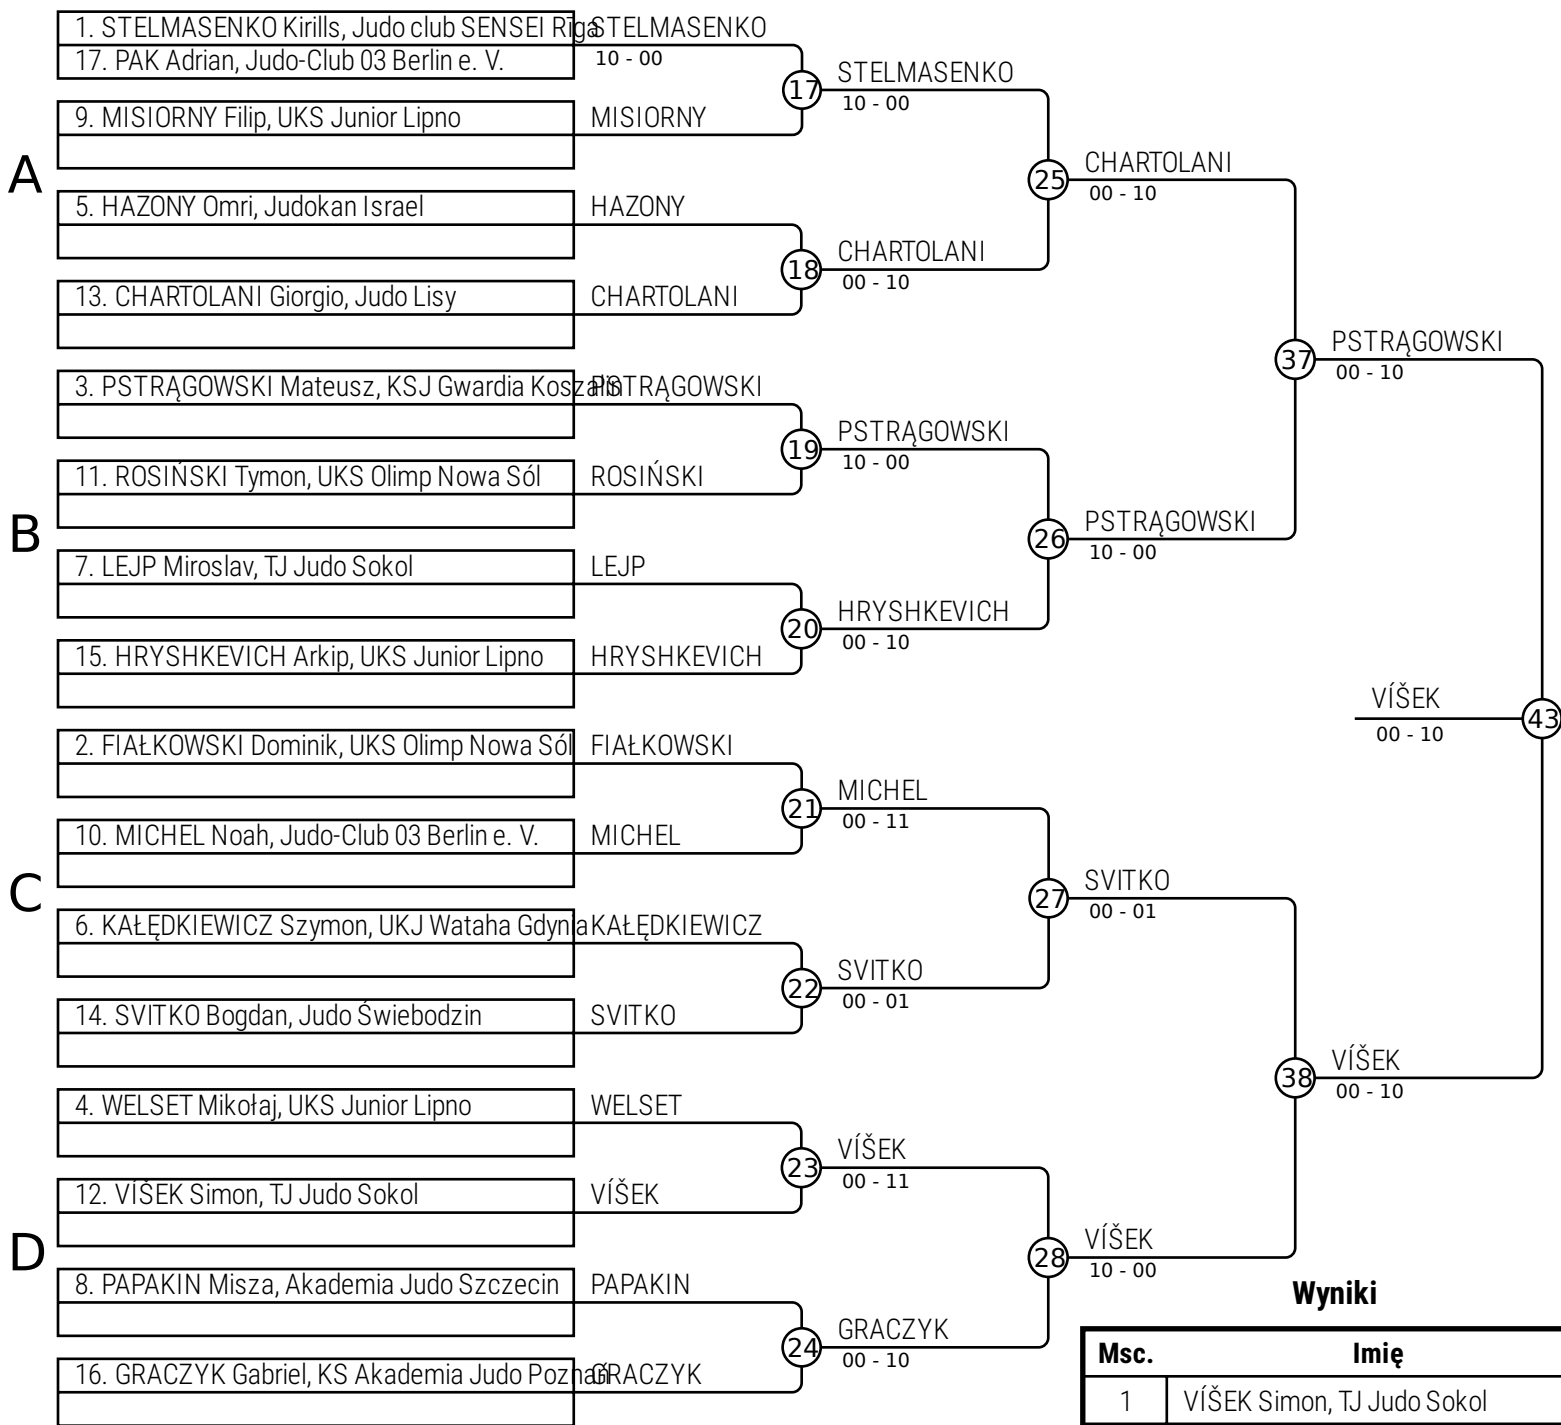 1. STELMASENKO Kirills, Judo club SENSEI Rīga
17. PAK Adrian, Judo-Club 03 Berlin e. V.
STELMASENKO
10 - 00
9. MISIORNY Filip, UKS Junior Lipno
MISIORNY
17
STELMASENKO
10 - 00
A
5. HAZONY Omri, Judokan Israel
HAZONY
13. CHARTOLANI Giorgio, Judo Lisy
CHARTOLANI
18
CHARTOLANI
00 - 10
25
CHARTOLANI
00 - 10
3. PSTRĄGOWSKI Mateusz, KSJ Gwardia Koszalin
PSTRĄGOWSKI
11. ROSIŃSKI Tymon, UKS Olimp Nowa Sól
ROSIŃSKI
19
PSTRĄGOWSKI
10 - 00
B
7. LEJP Miroslav, TJ Judo Sokol
LEJP
15. HRYSHKEVICH Arkip, UKS Junior Lipno
HRYSHKEVICH
20
HRYSHKEVICH
00 - 10
26
PSTRĄGOWSKI
10 - 00
37
PSTRĄGOWSKI
00 - 10
2. FIAŁKOWSKI Dominik, UKS Olimp Nowa Sól
FIAŁKOWSKI
10. MICHEL Noah, Judo-Club 03 Berlin e. V.
MICHEL
21
MICHEL
00 - 11
C
6. KAŁĘDKIEWICZ Szymon, UKJ Wataha Gdynia
KAŁĘDKIEWICZ
14. SVITKO Bogdan, Judo Świebodzin
SVITKO
22
SVITKO
00 - 01
27
SVITKO
00 - 01
4. WELSET Mikołaj, UKS Junior Lipno
WELSET
12. VÍŠEK Simon, TJ Judo Sokol
VÍŠEK
23
VÍŠEK
00 - 11
D
8. PAPAKIN Misza, Akademia Judo Szczecin
PAPAKIN
16. GRACZYK Gabriel, KS Akademia Judo Poznań
GRACZYK
24
GRACZYK
00 - 10
28
VÍŠEK
10 - 00
38
VÍŠEK
00 - 10
VÍŠEK
00 - 10
43
Wyniki
Msc. Imię
1 VÍŠEK Simon, TJ Judo Sokol